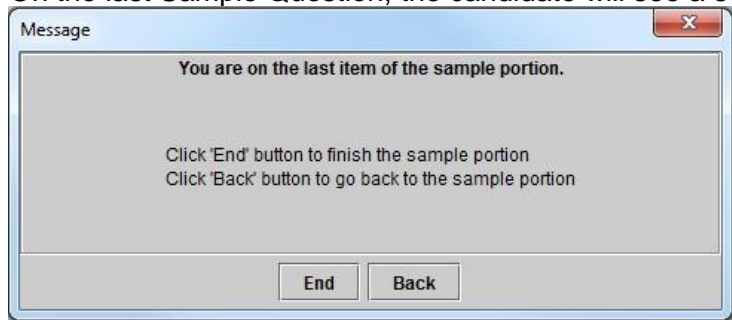 On the last Sample Question, the candidate will see a s
Message
You are on the last item of the sample portion.
Click 'End' button to finish the sample portion
Click 'Back' button to go back to the sample portion
End Back